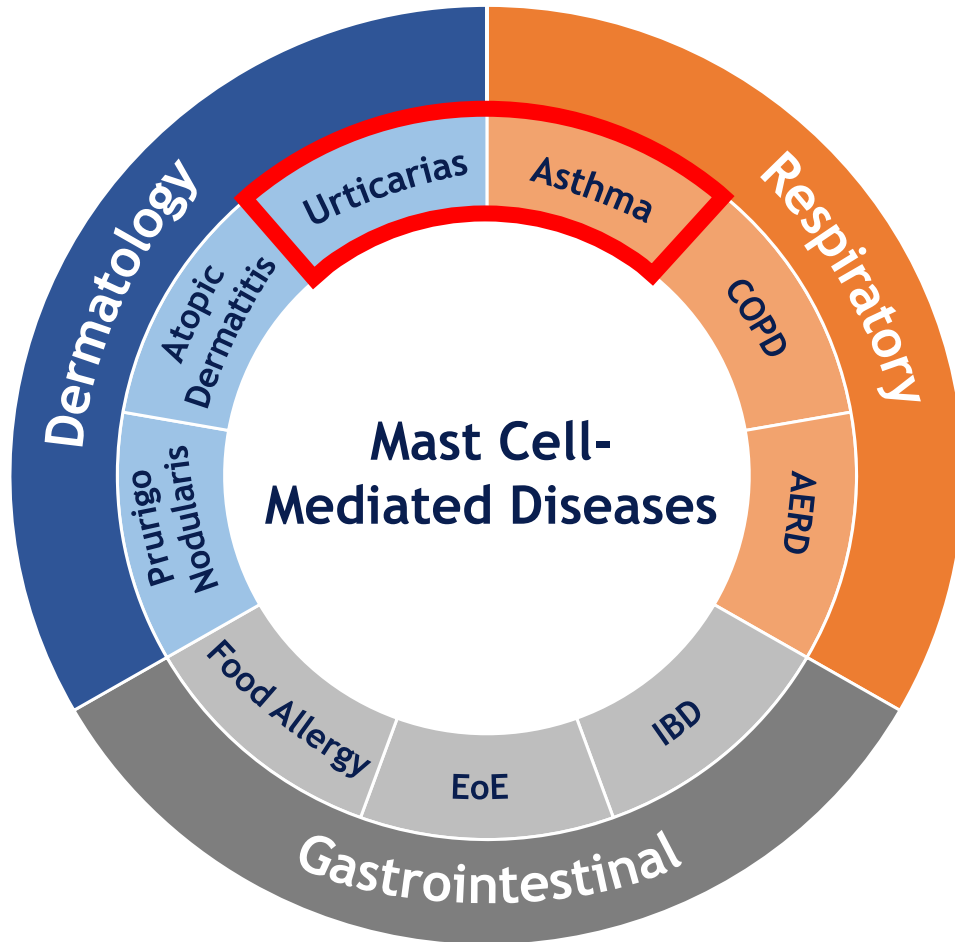 Dermatology
Respiratory
Gastrointestinal
Urticarias
Asthma
Atopic
Dermatitis
COPD
Prurigo
Nodularis
AERD
Food Allergy
EoE
IBD
Mast Cell-
Mediated Diseases